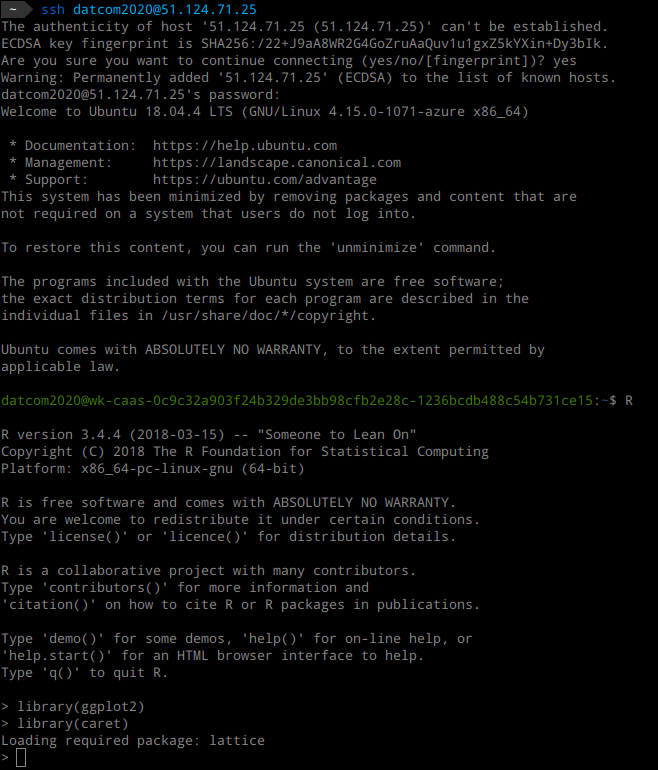 ~ ssh datcom2020@51.124.71.25
The authenticity of host '51.124.71.25 (51.124.71.25)' can't be established.
ECDSA key fingerprint is SHA256:/22+J9aA8WR2G4GoZruAaQuv1u1gxZ5kYXin+Dy3bIk.
Are you sure you want to continue connecting (yes/no/[fingerprint])? yes
Warning: Permanently added '51.124.71.25' (ECDSA) to the list of known hosts.
datcom2020@51.124.71.25's password:
Welcome to Ubuntu 18.04.4 LTS (GNU/Linux 4.15.0-1071-azure x86_64)

 * Documentation:  https://help.ubuntu.com
 * Management:     https://landscape.canonical.com
 * Support:        https://ubuntu.com/advantage
This system has been minimized by removing packages and content that are
not required on a system that users do not log into.

To restore this content, you can run the 'unminimize' command.

The programs included with the Ubuntu system are free software;
the exact distribution terms for each program are described in the
individual files in /usr/share/doc/*/copyright.

Ubuntu comes with ABSOLUTELY NO WARRANTY, to the extent permitted by
applicable law.

datcom2020@wk-caas-0c9c32a903f24b329de3bb98cfb2e28c-1236bcdb488c54b731ce15:~$ R

R version 3.4.4 (2018-03-15) -- "Someone to Lean On"
Copyright (C) 2018 The R Foundation for Statistical Computing
Platform: x86_64-pc-linux-gnu (64-bit)

R is free software and comes with ABSOLUTELY NO WARRANTY.
You are welcome to redistribute it under certain conditions.
Type 'license()' or 'licence()' for distribution details.

R is a collaborative project with many contributors.
Type 'contributors()' for more information and
'citation()' on how to cite R or R packages in publications.

Type 'demo()' for some demos, 'help()' for on-line help, or
'help.start()' for an HTML browser interface to help.
Type 'q()' to quit R.

> library(ggplot2)
> library(caret)
Loading required package: lattice
>